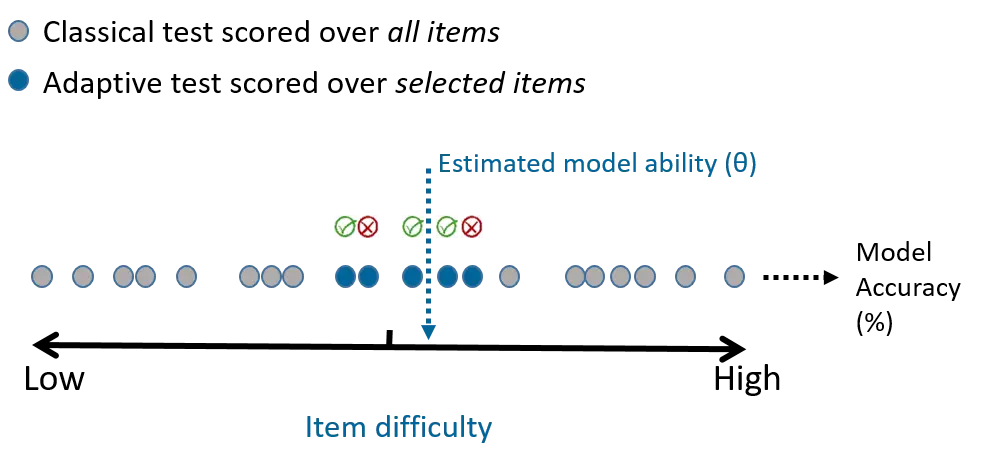 Classical test scored over all items
Adaptive test scored over selected items
Estimated model ability (θ)
Model
Accuracy
(%)
Low
High
Item difficulty